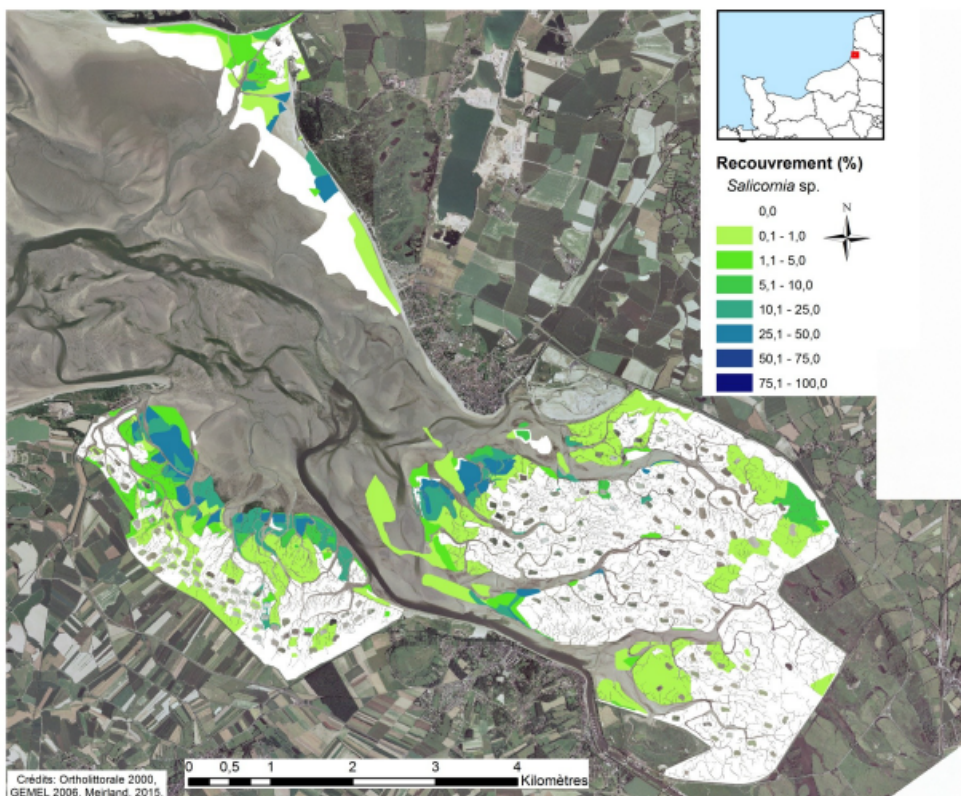 Recouvrement (%)
Salicornia sp.
N
0,0
0,1 - 1,0
1,1 - 5,0
5,1 - 10,0
10,1 - 25,0
25,1 - 50,0
50,1 - 75,0
75,1 - 100,0
0 0,5 1 2 3 4
Kilomètres
Crédits: Ortholittorale 2000,
GEMEL 2006, Meirland, 2015.